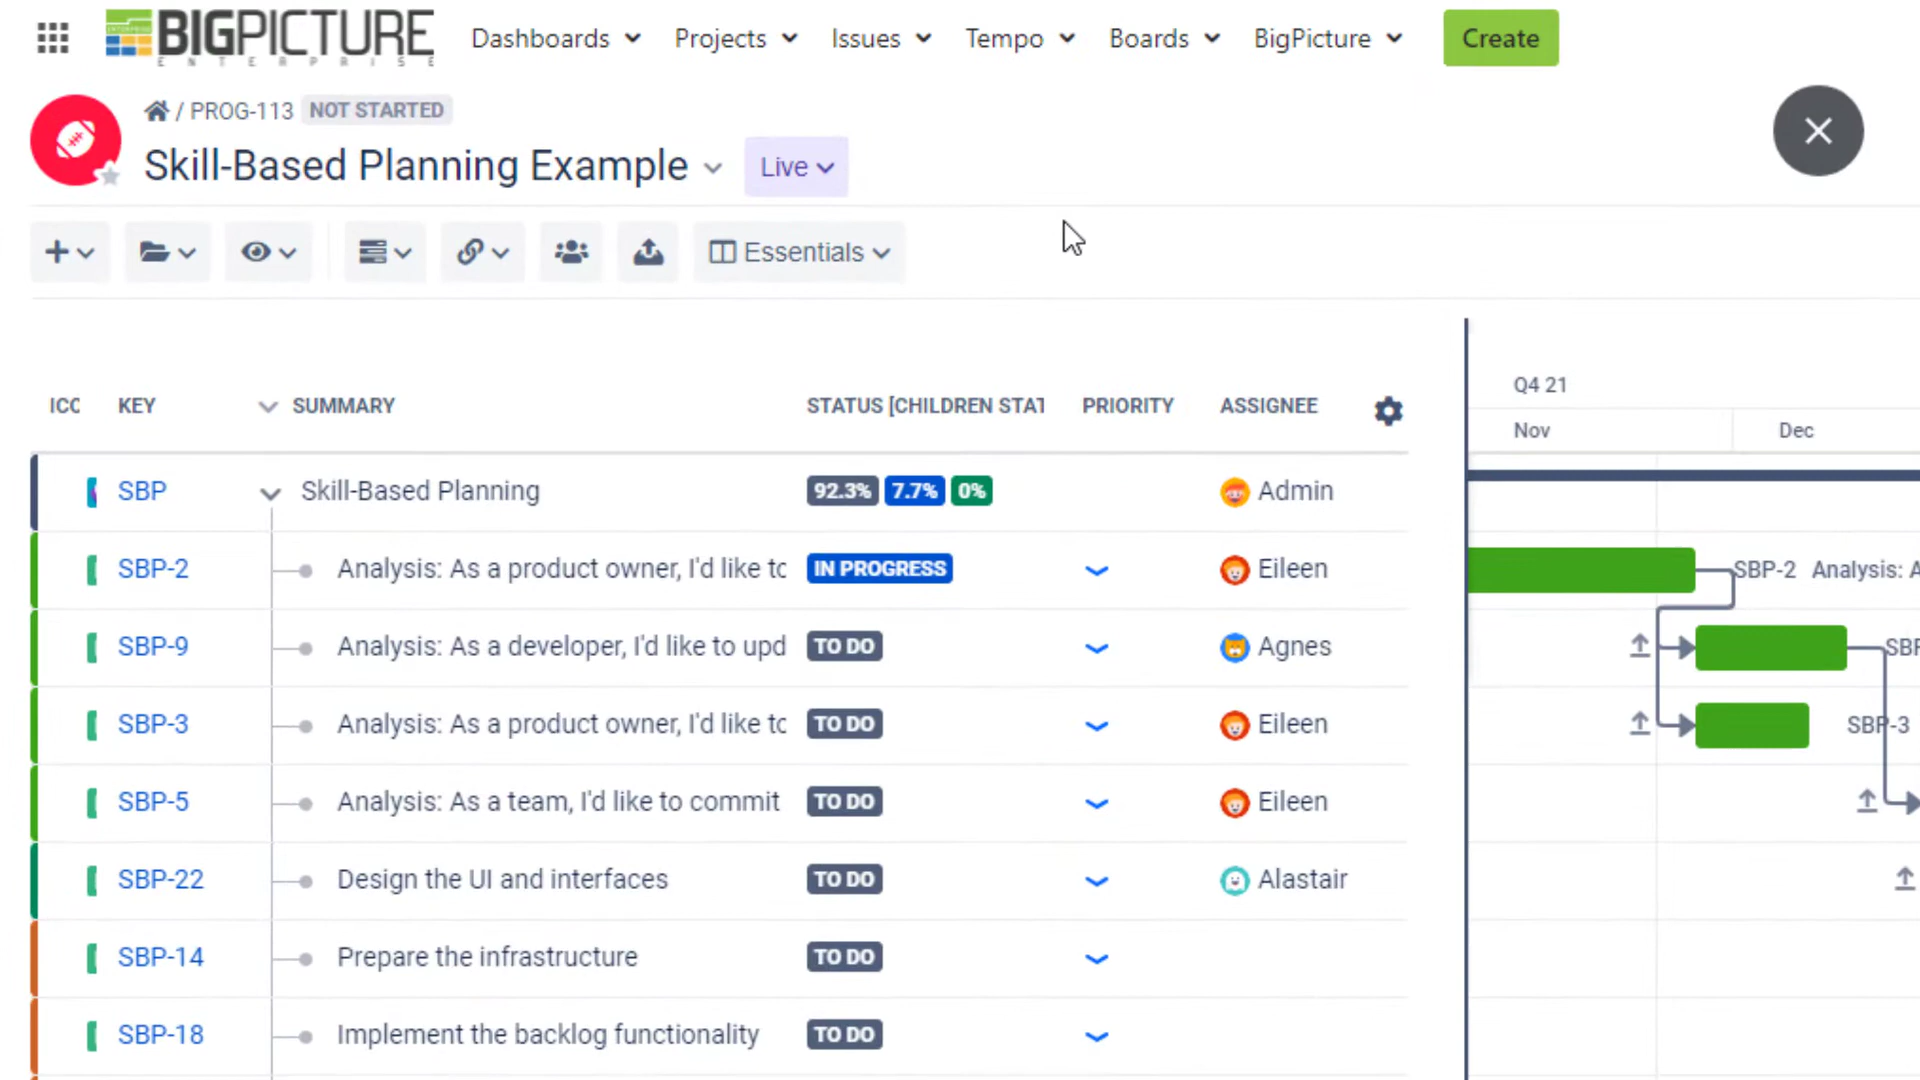 BIGPICTURE
ENTERPRISE
Dashboards Projects Issues Tempo Boards BigPicture Create
/ PROG-113 NOT STARTED
Skill-Based Planning Example Live
Essentials
Q4 21
ICC KEY SUMMARY STATUS [CHILDREN STAT PRIORITY ASSIGNEE
Nov Dec
SBP Skill-Based Planning 92.3% 7.7% 0% Admin
SBP-2 Analysis: As a product owner, I'd like to IN PROGRESS Eileen SBP-2 Analysis: A
SBP-9 Analysis: As a developer, I'd like to upd TO DO Agnes SBP
SBP-3 Analysis: As a product owner, I'd like to TO DO Eileen SBP-3
SBP-5 Analysis: As a team, I'd like to commit TO DO Eileen
SBP-22 Design the UI and interfaces TO DO Alastair
SBP-14 Prepare the infrastructure TO DO
SBP-18 Implement the backlog functionality TO DO